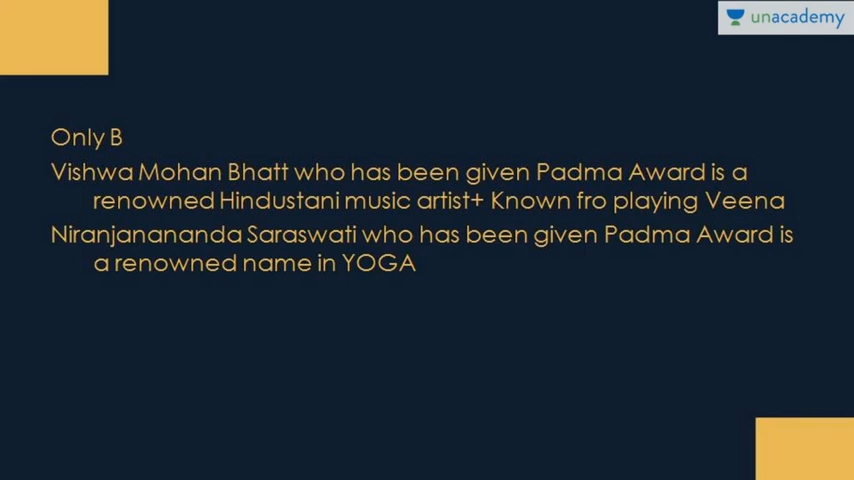 unacademy
Only B
Vishwa Mohan Bhatt who has been given Padma Award is a
renowned Hindustani music artist+ Known fro playing Veena
Niranjanananda Saraswati who has been given Padma Award is
a renowned name in YOGA